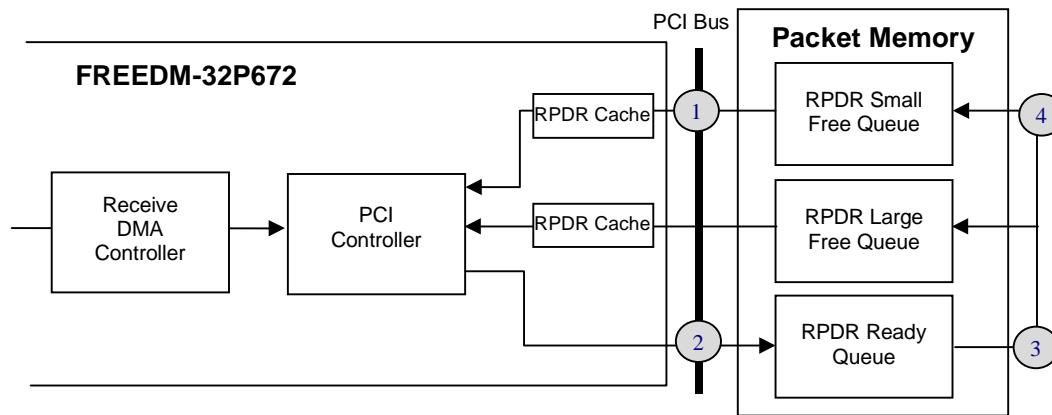 PCI Bus
Packet Memory
FREEDM-32P672
RPDR Small
Free Queue
RPDR Cache
1
4
Receive
DMA
Controller
PCI
Controller
RPDR Cache
RPDR Large
Free Queue
2
RPDR Ready
Queue
3